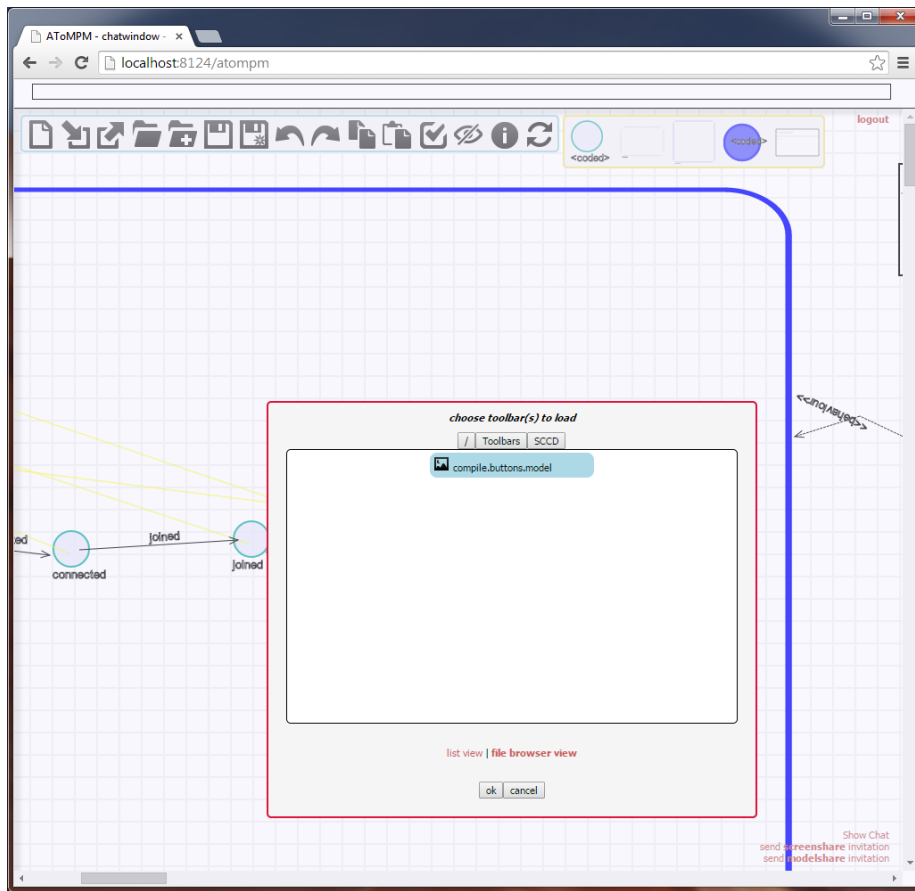 AToMPM - chatwindow -
localhost:8124/atompm
logout
<coded>
<coded>
<<behaviour>>
choose toolbar(s) to load
/ Toolbars SCCD
compile.buttons.model
joined
connected
joined
list view | file browser view
ok cancel
Show Chat
send screenshare invitation
send modelshare invitation